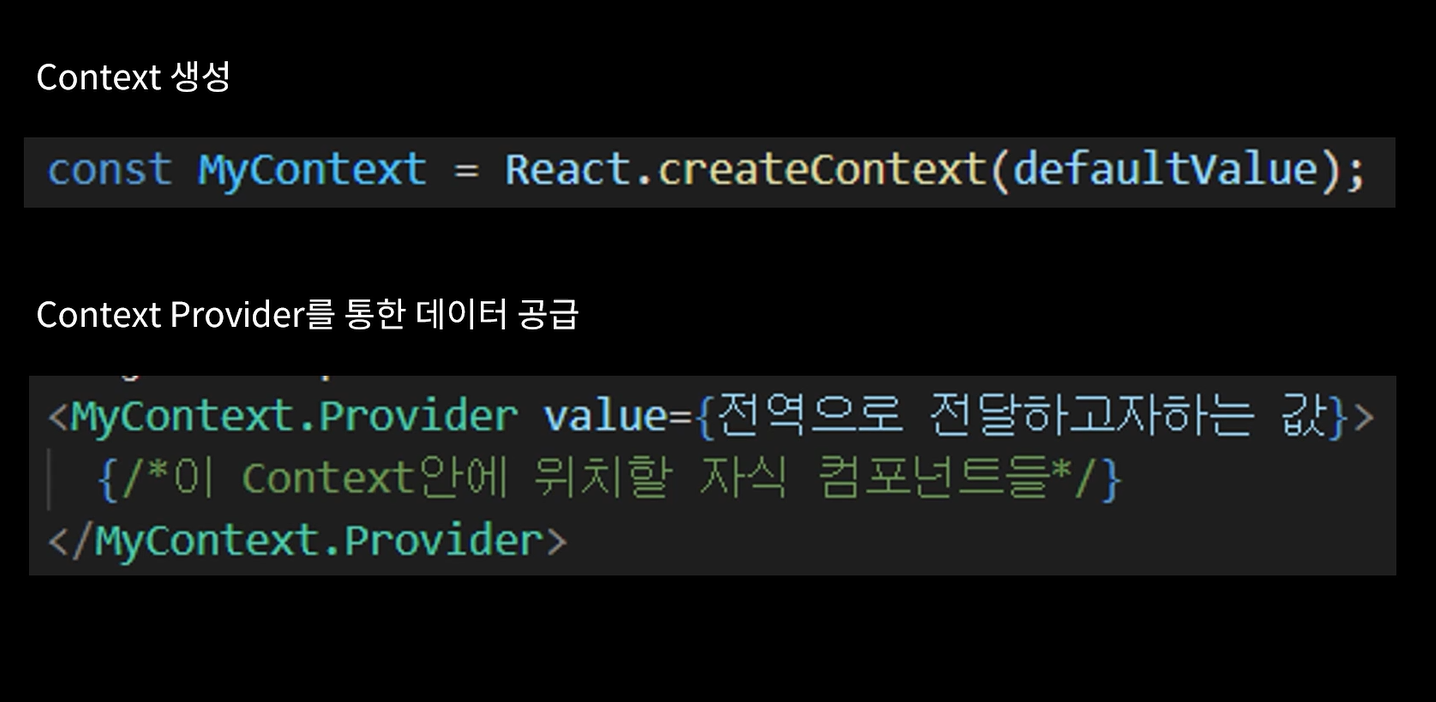 Context 생성
const MyContext = React.createContext(defaultValue);
Context Provider를 통한 데이터 공급
<MyContext.Provider value={전역으로 전달하고자하는 값}>
{/*이 Context안에 위치할 자식 컴포넌트들*/}
</MyContext.Provider>